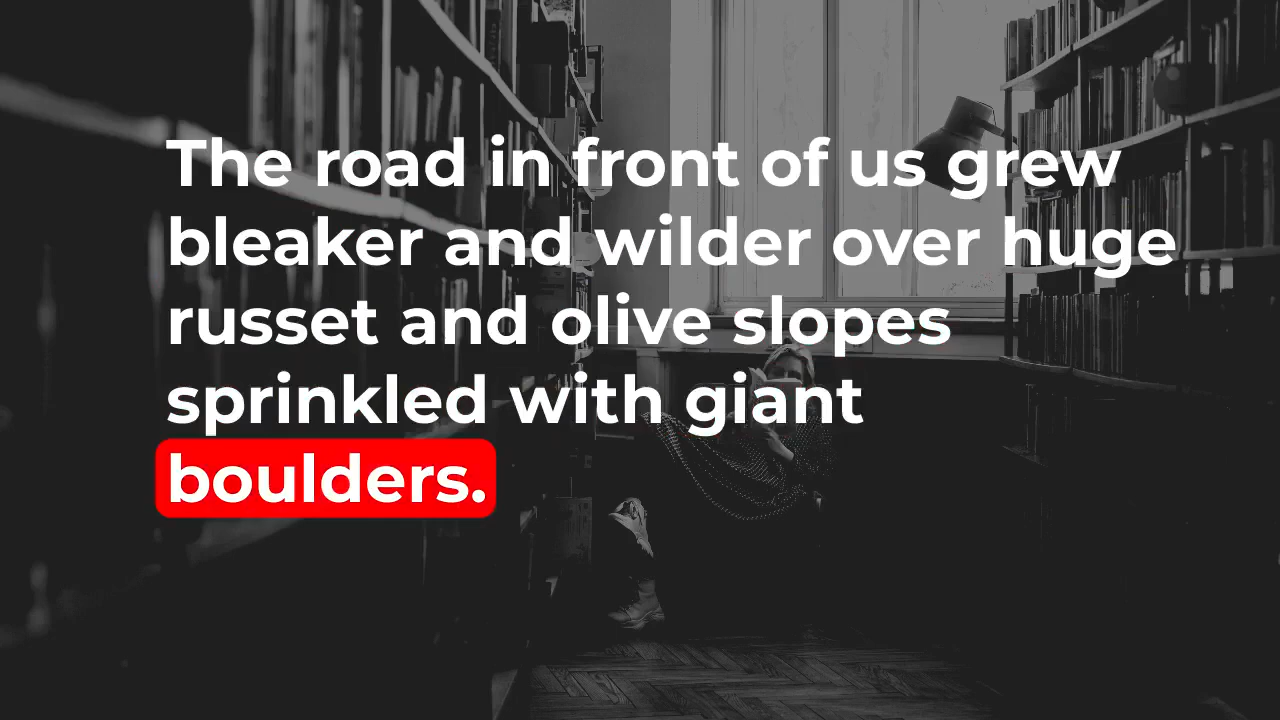 The road in front of us grew
bleaker and wilder over huge
russet and olive slopes
sprinkled with giant
boulders.